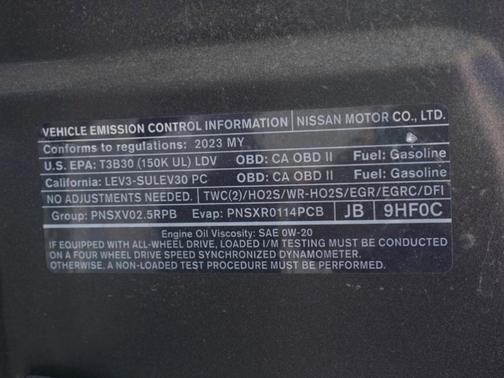 VEHICLE EMISSION CONTROL INFORMATION NISSAN MOTOR CO., LTD.
Conforms to regulations: 2023 MY
U.S. EPA: T3B30 (150K UL) LDV OBD: CA OBD II Fuel: Gasoline
California: LEV3-SULEV30 PC OBD: CA OBD II Fuel: Gasoline
NO ADJUSTMENTS NEEDED. TWC(2)/HO2S/WR-HO2S/EGR/EGRC/DFI
Group: PNSXV02.5RPB Evap: PNSXR0114PCB JB 9HF0C
Engine Oil Viscosity: SAE 0W-20
IF EQUIPPED WITH ALL-WHEEL DRIVE, LOADED I/M TESTING MUST BE CONDUCTED
ON A FOUR WHEEL DRIVE SPEED SYNCHRONIZED DYNAMOMETER.
OTHERWISE, A NON-LOADED TEST PROCEDURE MUST BE PERFORMED.